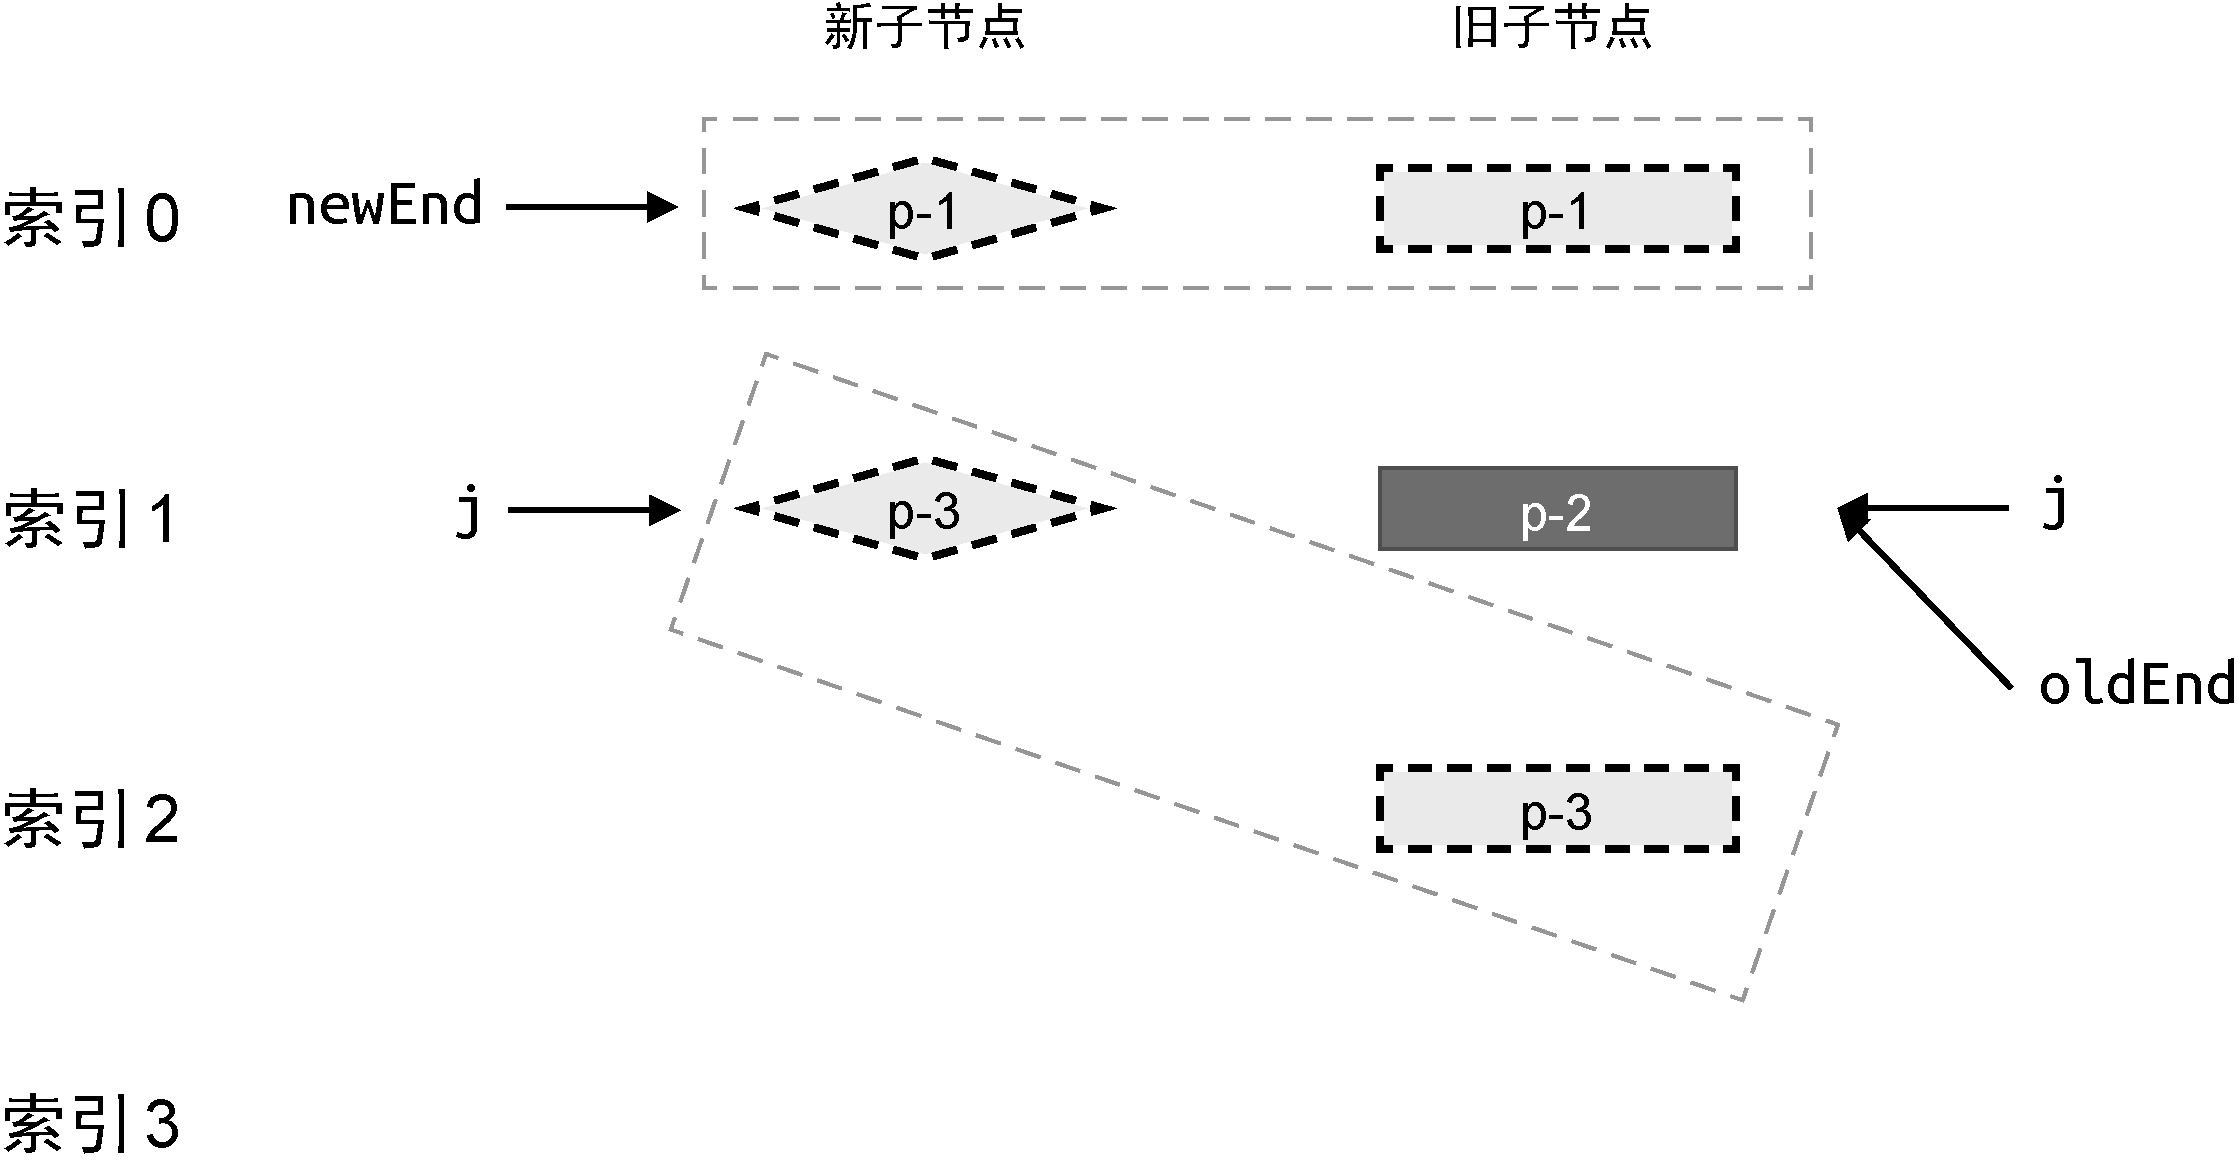 新子节点 旧子节点
索引0 newEnd p-1 p-1
索引1 j p-3 p-2 j
oldEnd
索引2 p-3
索引3